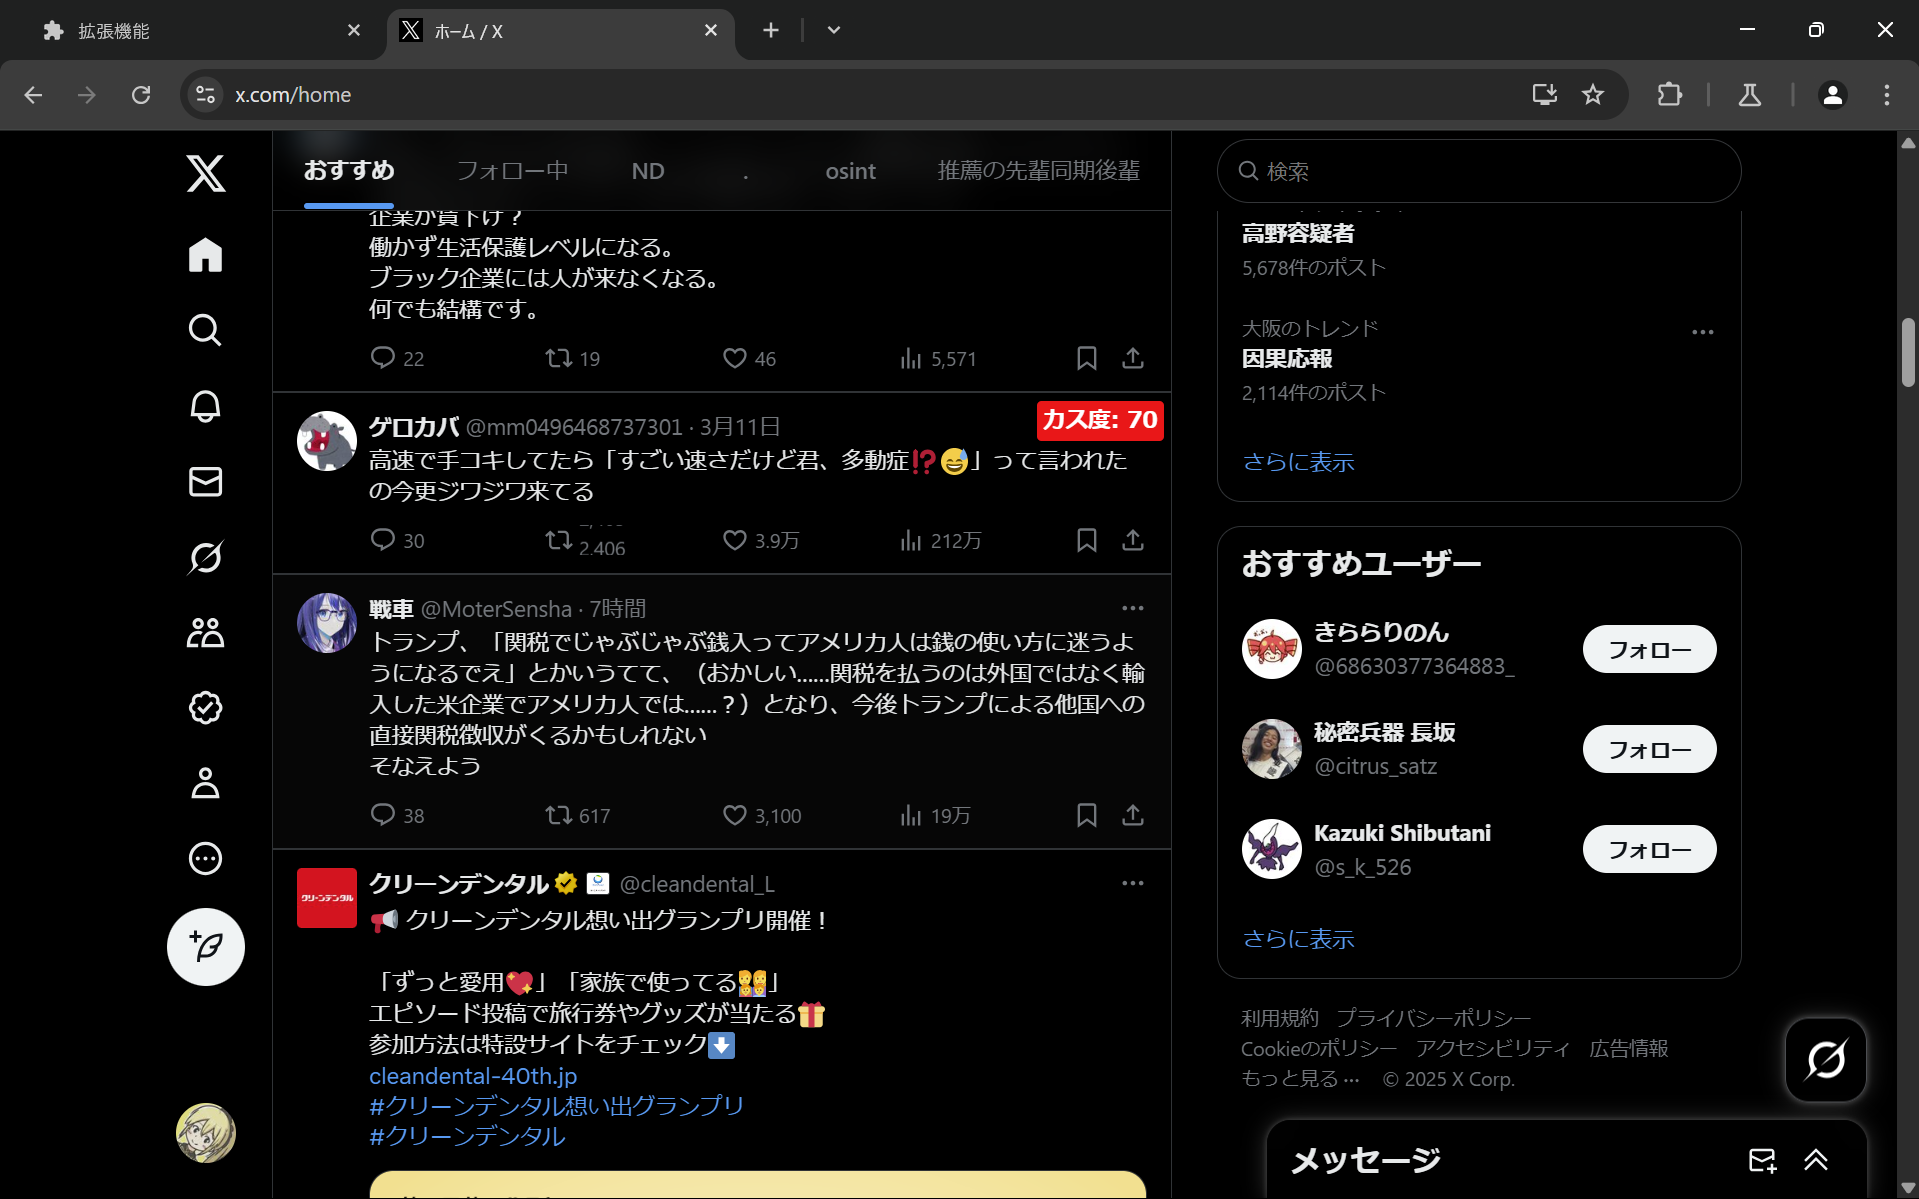 拡張機能
ホーム / X
x.com/home
おすすめ
フォロー中
ND
.
osint
推薦の先輩同期後輩
検索
企業が賃下げ？
働かず生活保護レベルになる。
ブラック企業には人が来なくなる。
何でも結構です。
22 19 46 5,571
ゲロカバ @mm0496468737301 · 3月11日
カス度: 70
高速で手コキしてたら「すごい速さだけど君、多動症⁉️😅」って言われた
の今更ジワジワ来てる
30 2,406 3.9万 212万
戦車 @MoterSensha · 7時間
トランプ、「関税でじゃぶじゃぶ銭入ってアメリカ人は銭の使い方に迷うよ
うになるでえ」とかいうてて、（おかしい……関税を払うのは外国ではなく輸
入した米企業でアメリカ人では……？）となり、今後トランプによる他国への
直接関税徴収がくるかもしれない
そなえよう
38 617 3,100 19万
クリーンデンタル
クリーンデンタル @cleandental_L
📢 クリーンデンタル想い出グランプリ開催！
「ずっと愛用💖」「家族で使ってる👨‍👩‍👧‍👦」
エピソード投稿で旅行券やグッズが当たる🎁
参加方法は特設サイトをチェック⬇️
cleandental-40th.jp
#クリーンデンタル想い出グランプリ
#クリーンデンタル
高野容疑者
5,678件のポスト
大阪のトレンド
因果応報
2,114件のポスト
さらに表示
おすすめユーザー
きららりのん
@68630377364883_
フォロー
秘密兵器 長坂
@citrus_satz
フォロー
Kazuki Shibutani
@s_k_526
フォロー
さらに表示
利用規約 プライバシーポリシー
Cookieのポリシー アクセシビリティ 広告情報
もっと見る … © 2025 X Corp.
メッセージ